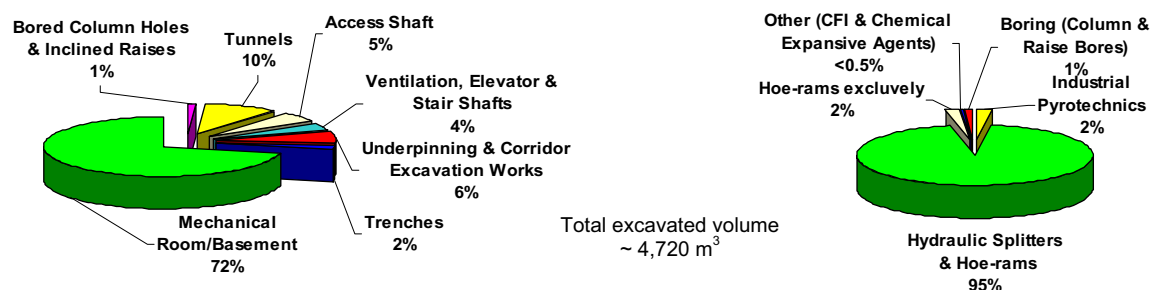 Bored Column Holes
& Inclined Raises
1%
Tunnels
10%
Access Shaft
5%
Ventilation, Elevator &
Stair Shafts
4%
Underpinning & Corridor
Excavation Works
6%
Trenches
2%
Mechanical
Room/Basement
72%
Total excavated volume
~ 4,720 m³
Other (CFI & Chemical
Expansive Agents)
<0.5%
Hoe-rams excluvely
2%
Boring (Column &
Raise Bores)
1%
Industrial
Pyrotechnics
2%
Hydraulic Splitters
& Hoe-rams
95%